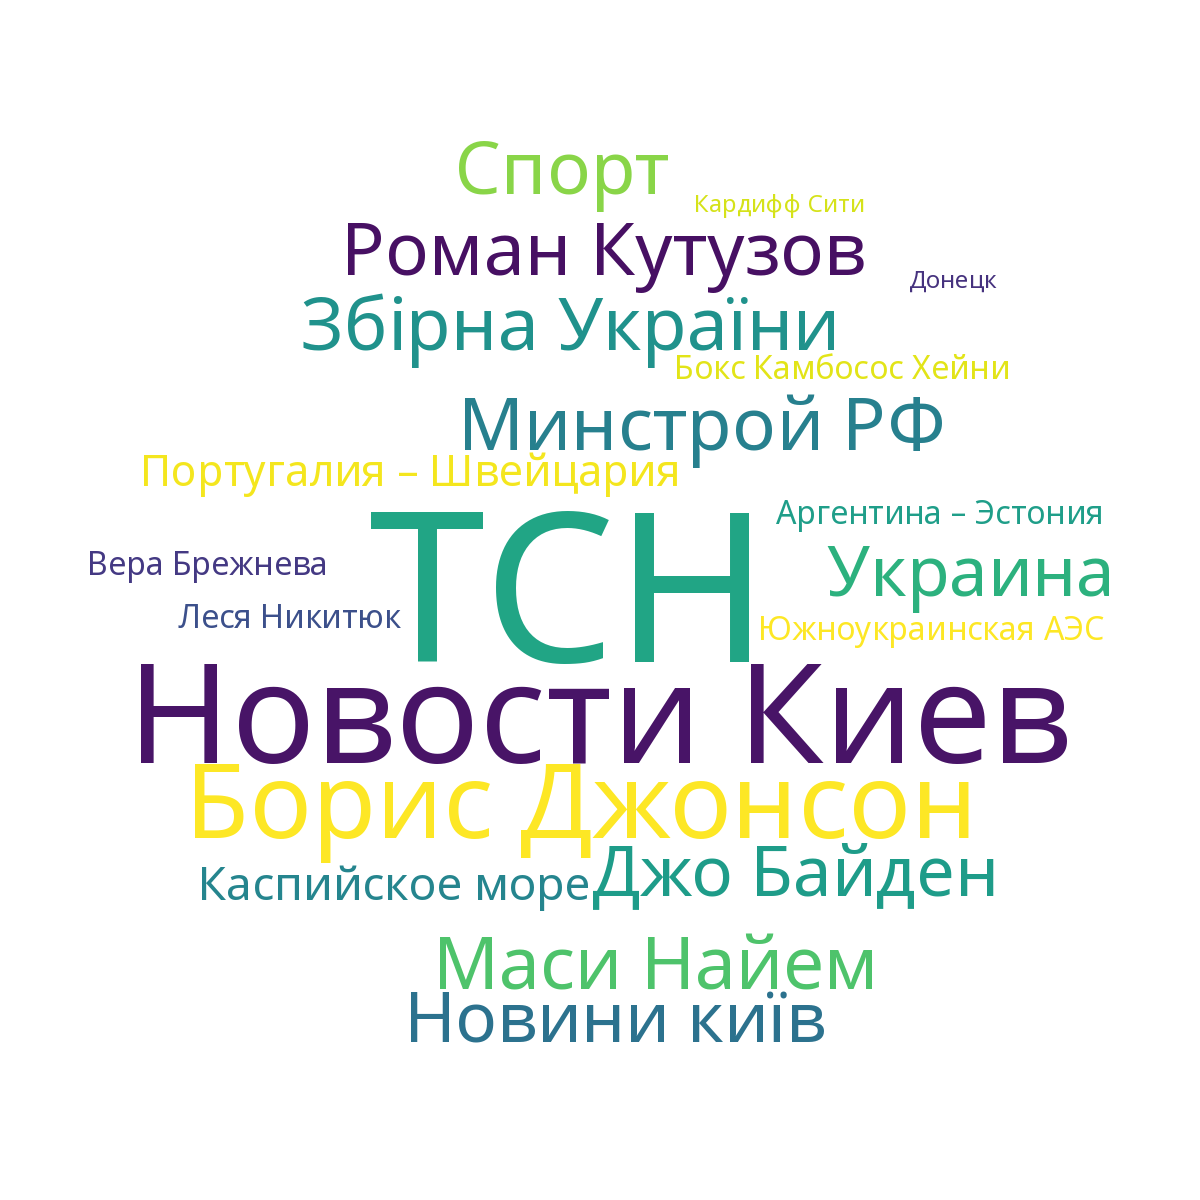 Спорт
Кардифф Сити
Роман Кутузов
Донецк
Збірна України
Бокс Камбосос Хейни
Минстрой РФ
Португалия – Швейцария
ТСН
Аргентина – Эстония
Вера Брежнева
Украина
Леся Никитюк
Южноукраинская АЭС
Новости Киев
Борис Джонсон
Джо Байден
Каспийское море
Маси Найем
Новини київ